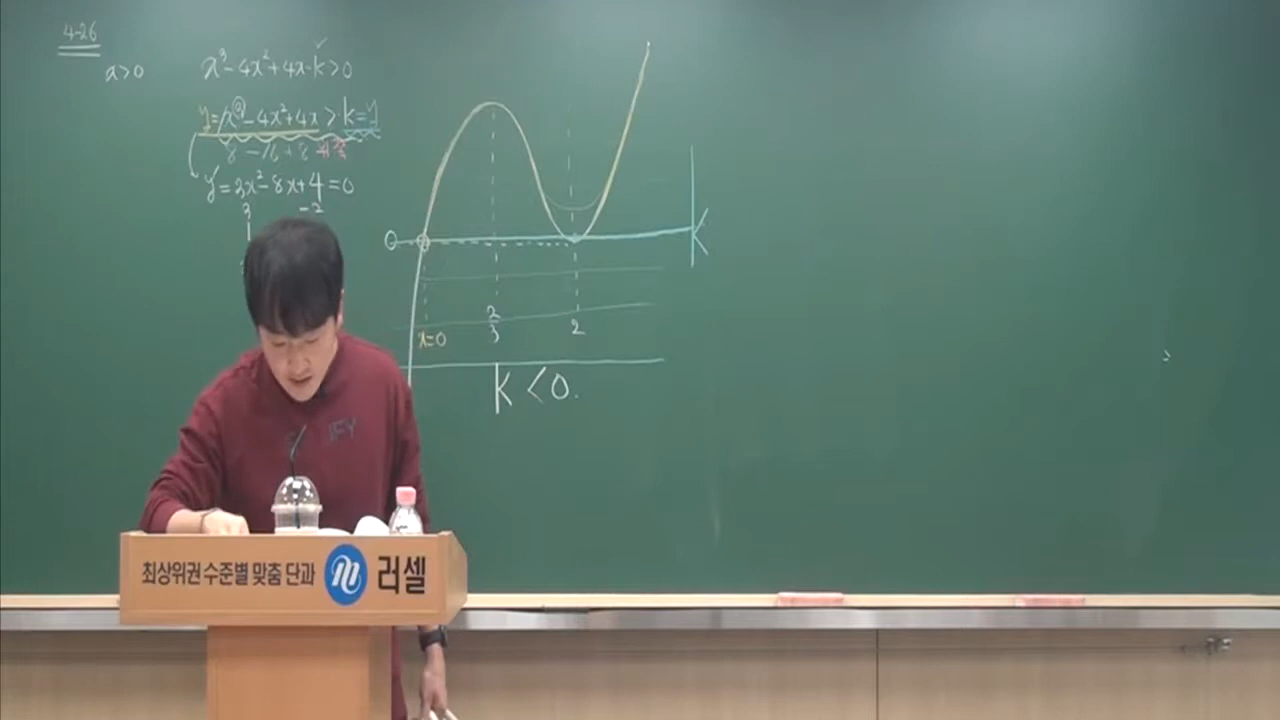 4-26
x>0
x³-4x²+4x-k>0
y=x³-4x²+4x>k=y
8-16+8
y'=3x²-8x+4=0
3 -2
0
k
2/3
2
x=0
k<0.
IFY
최상위권 수준별 맞춤 단과 러셀